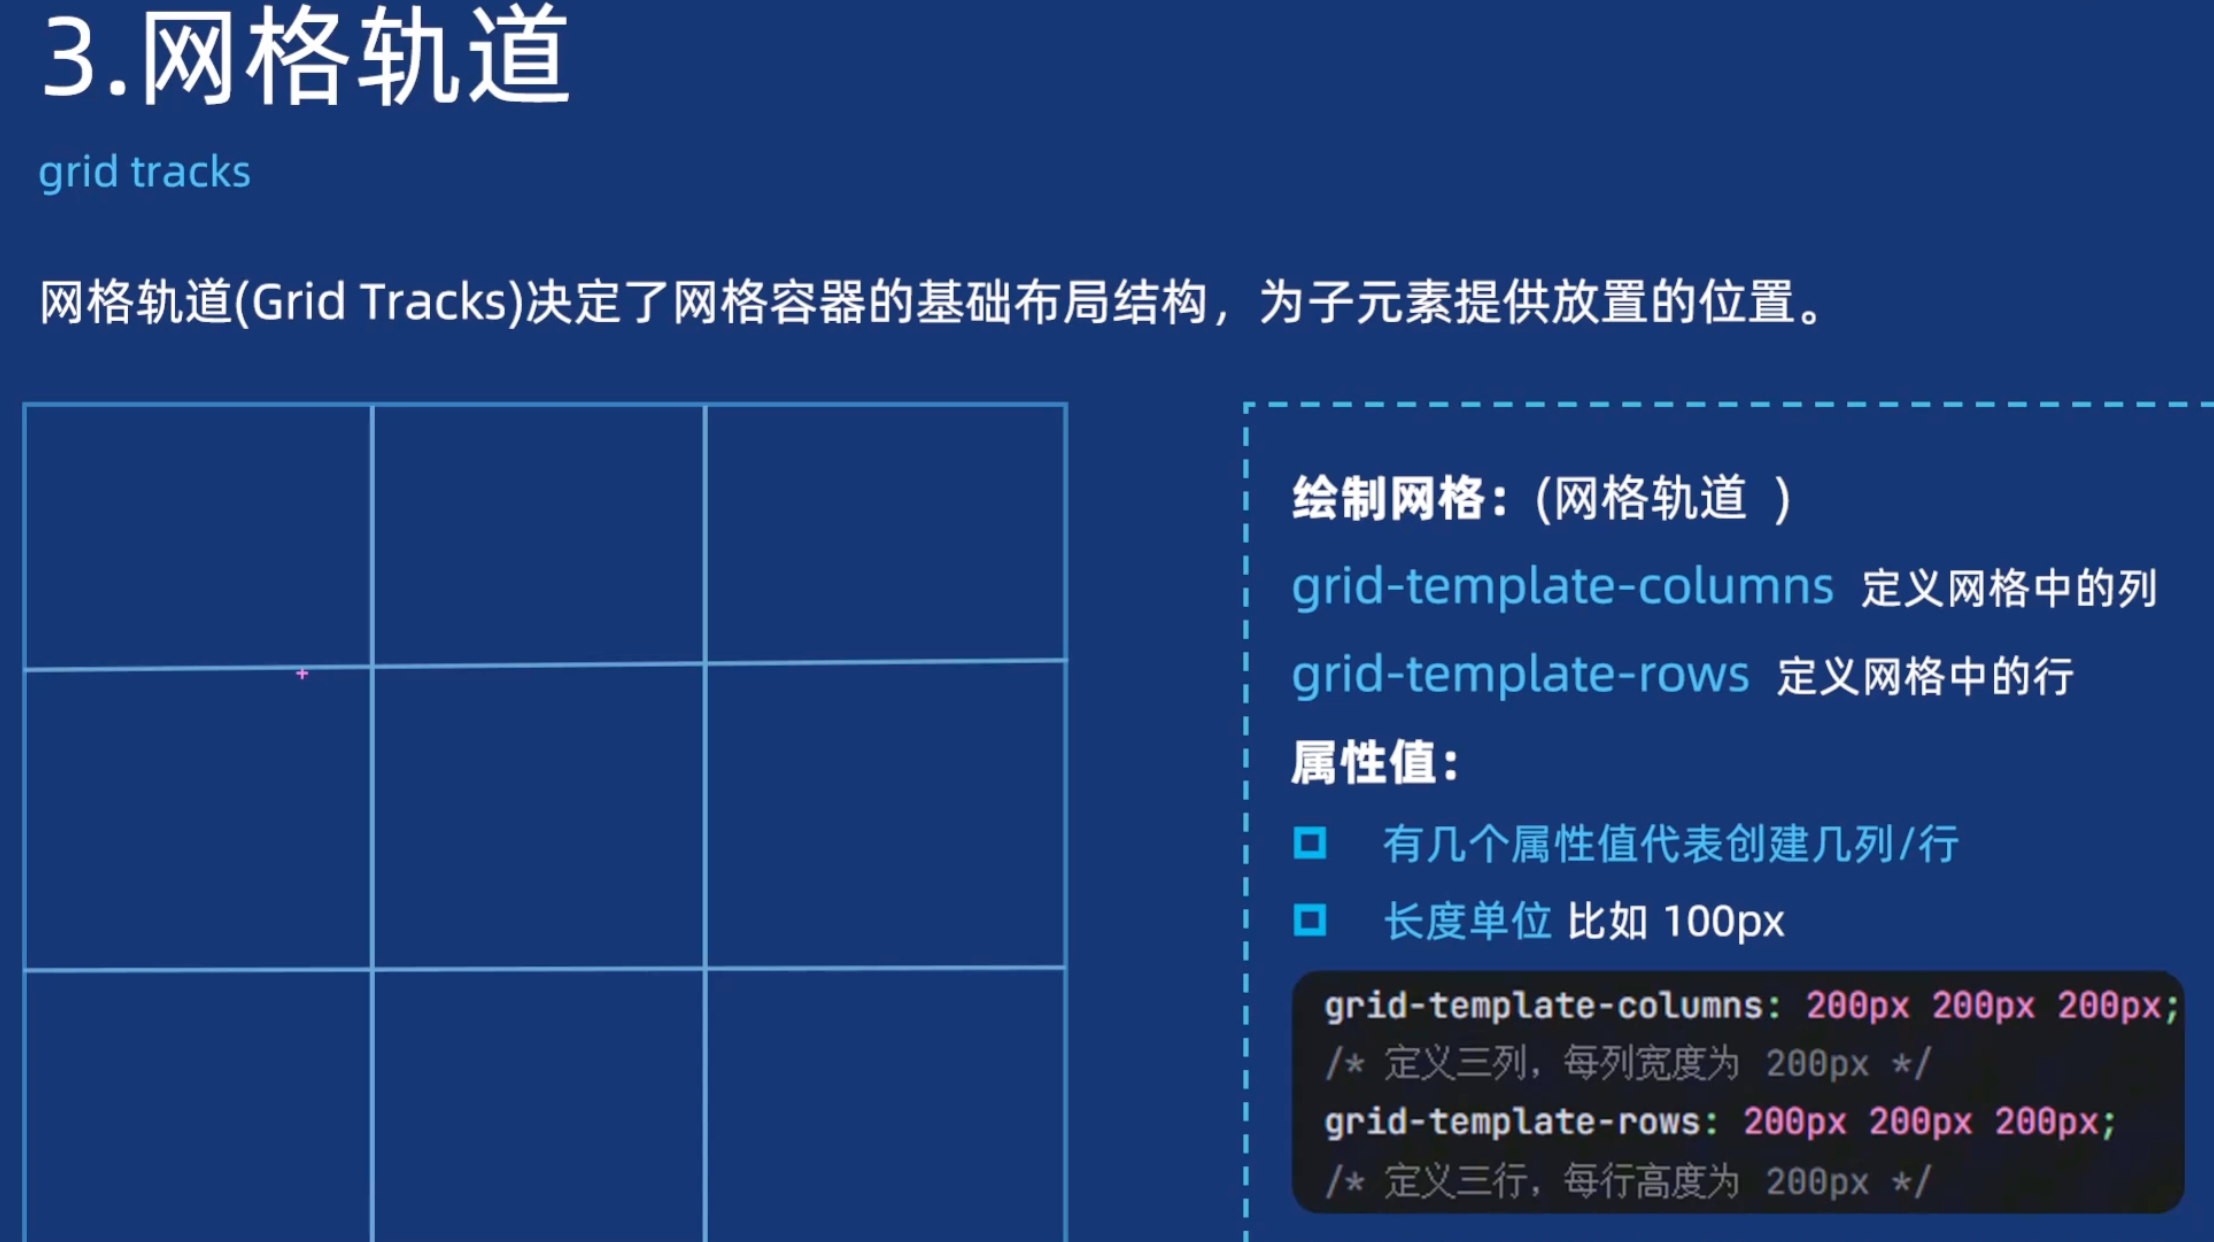 3.网格轨道
grid tracks
网格轨道(Grid Tracks)决定了网格容器的基础布局结构，为子元素提供放置的位置。
绘制网格：(网格轨道 )
grid-template-columns 定义网格中的列
grid-template-rows 定义网格中的行
属性值：
有几个属性值代表创建几列/行
长度单位 比如 100px
grid-template-columns: 200px 200px 200px;
/* 定义三列，每列宽度为 200px */
grid-template-rows: 200px 200px 200px;
/* 定义三行，每行高度为 200px */